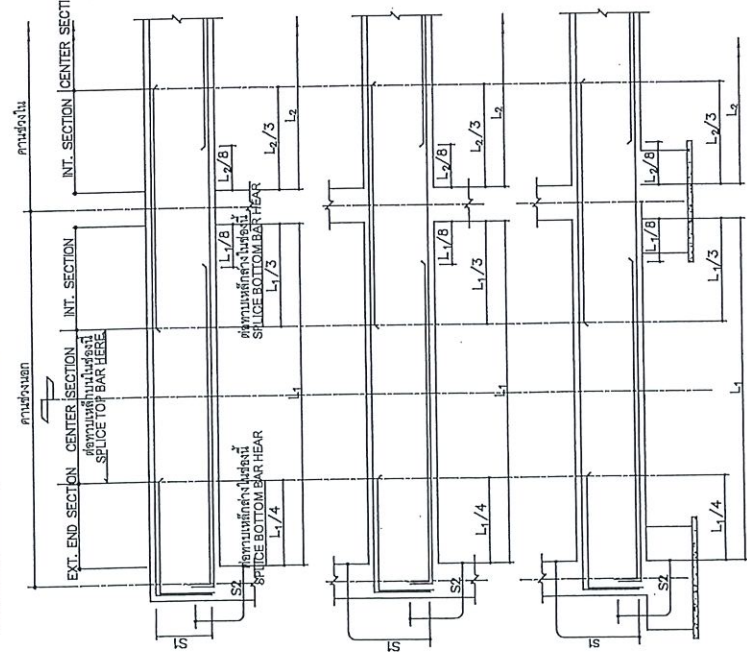 คานช่วงนอก
คานช่วงใน
EXT. END SECTION
CENTER SECTION
INT. SECTION
INT. SECTION
CENTER SECTI
ต่อทาบเหล็กบนในช่องนี้
SPLICE TOP BAR HERE
S1
S2
ต่อทาบเหล็กล่างในช่องนี้
SPLICE BOTTOM BAR HEAR
L1/4
ต่อทาบเหล็กล่างในช่องนี้
SPLICE BOTTOM BAR HEAR
L1/8
L1/3
L1
L2/8
L2/3
L2
S1
S2
L1/4
L1/8
L1/3
L1
L2/8
L2/3
L2
S1
S2
L1/4
L1/8
L1/3
L1
L2/8
L2/3
L2